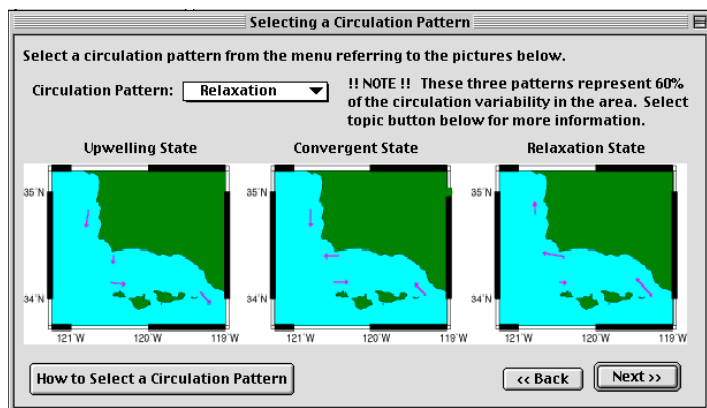 Selecting a Circulation Pattern
Select a circulation pattern from the menu referring to the pictures below.
Circulation Pattern: Relaxation
!! NOTE !! These three patterns represent 60%
of the circulation variability in the area. Select
topic button below for more information.
Upwelling State
Convergent State
Relaxation State
35°N
34°N
121°W
120°W
119°W
35°N
34°N
121°W
120°W
119°W
35°N
34°N
121°W
120°W
119°W
How to Select a Circulation Pattern
<< Back
Next >>